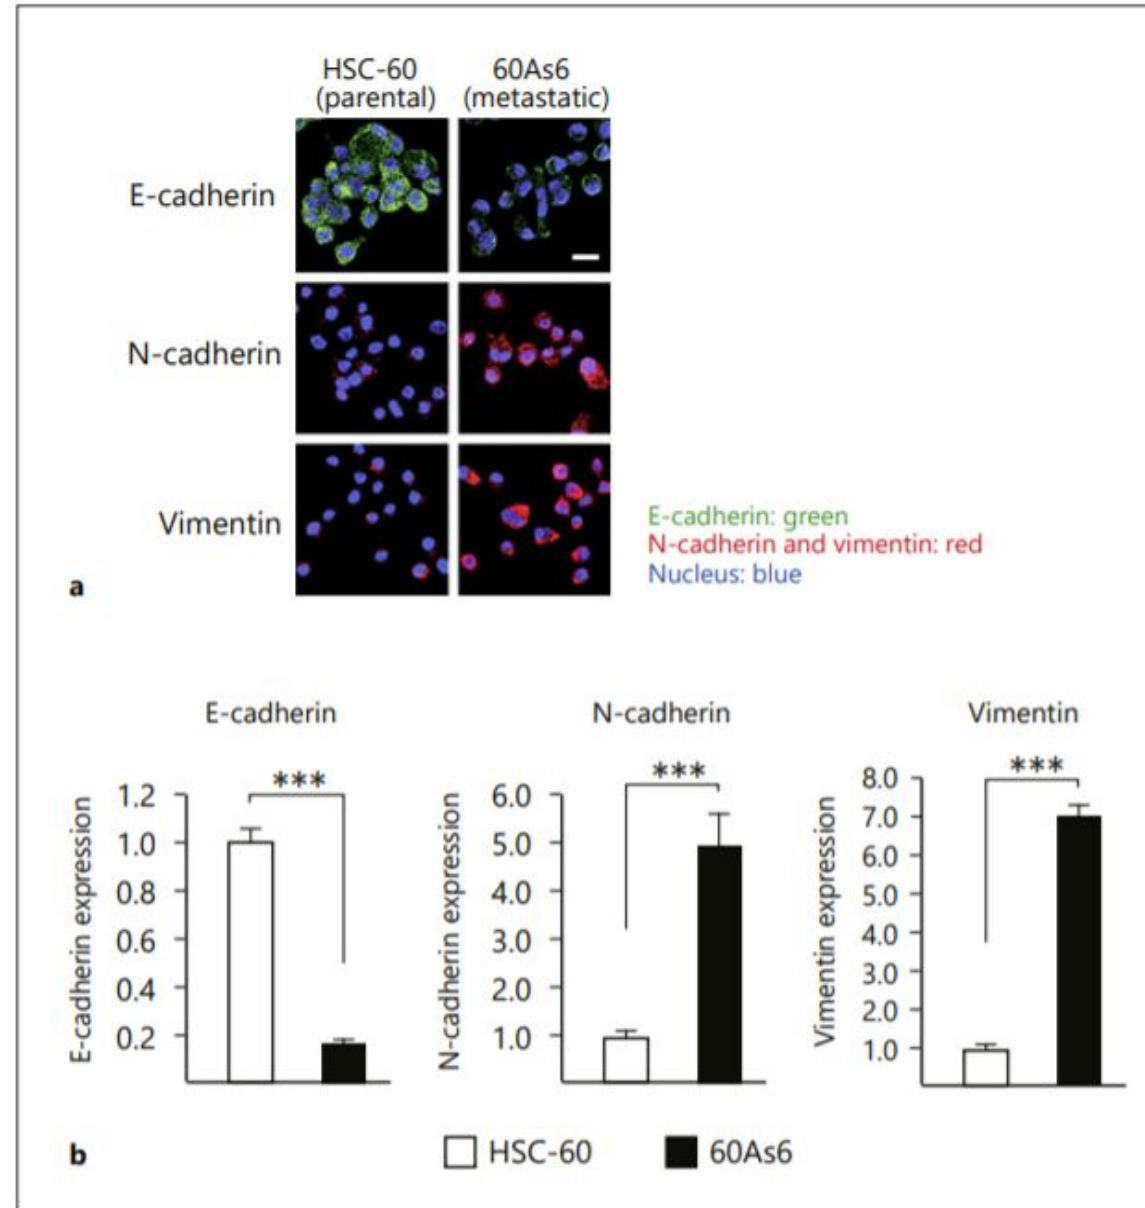 HSC-60 60As6
(parental) (metastatic)
E-cadherin
N-cadherin
Vimentin
E-cadherin: green
N-cadherin and vimentin: red
Nucleus: blue
a
E-cadherin
***
E-cadherin expression
1.2
1.0
0.8
0.6
0.4
0.2
N-cadherin
***
N-cadherin expression
6.0
5.0
4.0
3.0
2.0
1.0
Vimentin
***
Vimentin expression
8.0
7.0
6.0
5.0
4.0
3.0
2.0
1.0
b
HSC-60 60As6